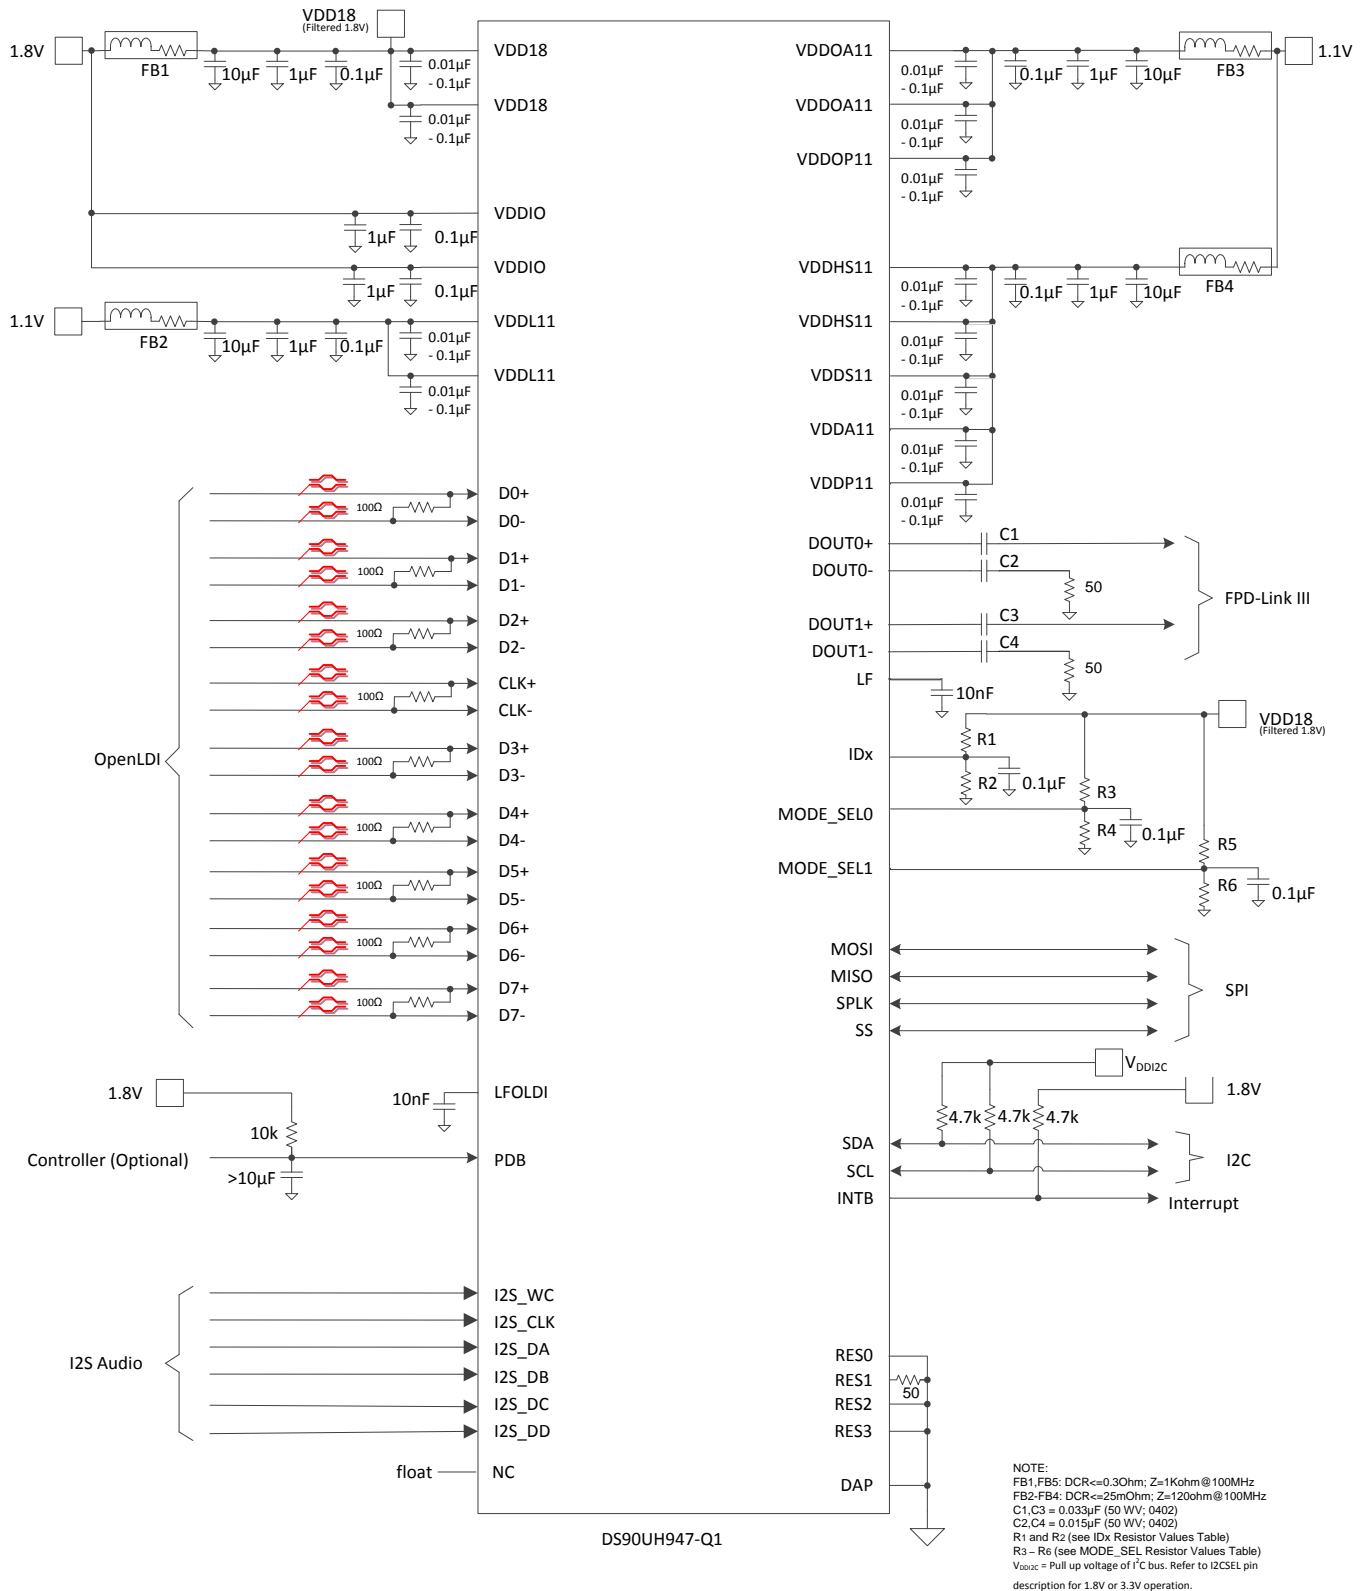 VDD18
(Filtered 1.8V)
1.8V
FB1
10µF
1µF
0.1µF
0.01µF
- 0.1µF
VDD18
0.01µF
- 0.1µF
VDD18
1µF
0.1µF
VDDIO
1µF
0.1µF
VDDIO
1.1V
FB2
10µF
1µF
0.1µF
0.01µF
- 0.1µF
VDDL11
0.01µF
- 0.1µF
VDDL11
OpenLDI
100Ω
D0+
D0-
100Ω
D1+
D1-
100Ω
D2+
D2-
100Ω
CLK+
CLK-
100Ω
D3+
D3-
100Ω
D4+
D4-
100Ω
D5+
D5-
100Ω
D6+
D6-
100Ω
D7+
D7-
1.8V
10nF
LFOLDI
10k
Controller (Optional)
>10µF
PDB
I2S Audio
I2S_WC
I2S_CLK
I2S_DA
I2S_DB
I2S_DC
I2S_DD
float
NC
VDDOA11
0.01µF
- 0.1µF
0.1µF
1µF
10µF
FB3
1.1V
VDDOA11
0.01µF
- 0.1µF
VDDOP11
0.01µF
- 0.1µF
VDDHS11
0.01µF
- 0.1µF
0.1µF
1µF
10µF
FB4
VDDHS11
0.01µF
- 0.1µF
VDDS11
0.01µF
- 0.1µF
VDDA11
0.01µF
- 0.1µF
VDDP11
0.01µF
- 0.1µF
DOUT0+
C1
DOUT0-
C2
50
DOUT1+
C3
DOUT1-
C4
50
FPD-Link III
LF
10nF
VDD18
(Filtered 1.8V)
IDx
R1
R2
0.1µF
MODE_SEL0
R3
R4
0.1µF
MODE_SEL1
R5
R6
0.1µF
MOSI
MISO
SPLK
SS
SPI
VDDI2C
1.8V
4.7k
4.7k
4.7k
SDA
SCL
I2C
INTB
Interrupt
RES0
RES1
50
RES2
RES3
DAP
DS90UH947-Q1
NOTE:
FB1,FB5: DCR<=0.3Ohm; Z=1Kohm@100MHz
FB2-FB4: DCR<=25mOhm; Z=120ohm@100MHz
C1,C3 = 0.033µF (50 WV; 0402)
C2,C4 = 0.015µF (50 WV; 0402)
R1 and R2 (see IDx Resistor Values Table)
R3 – R6 (see MODE_SEL Resistor Values Table)
VDDI2C = Pull up voltage of I²C bus. Refer to I2CSEL pin
description for 1.8V or 3.3V operation.